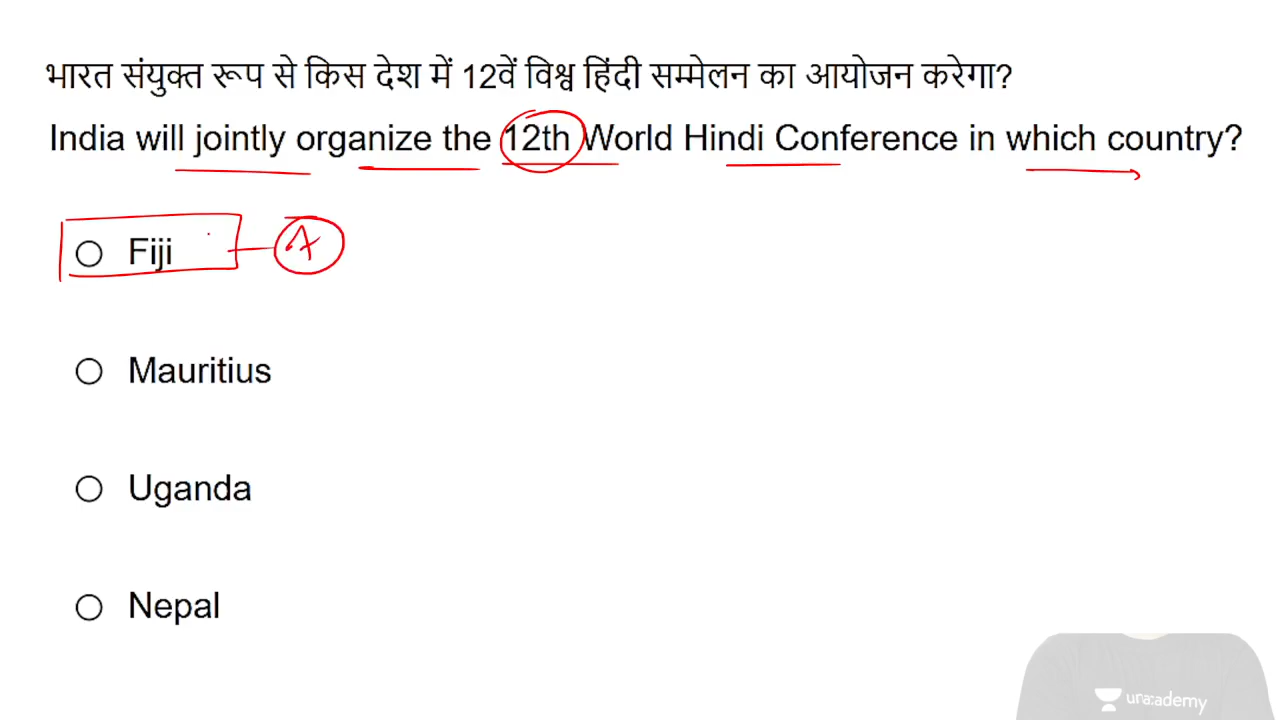 भारत संयुक्त रूप से किस देश में 12वें विश्व हिंदी सम्मेलन का आयोजन करेगा?
India will jointly organize the 12th World Hindi Conference in which country?
Fiji A
Mauritius
Uganda
Nepal
unacademy